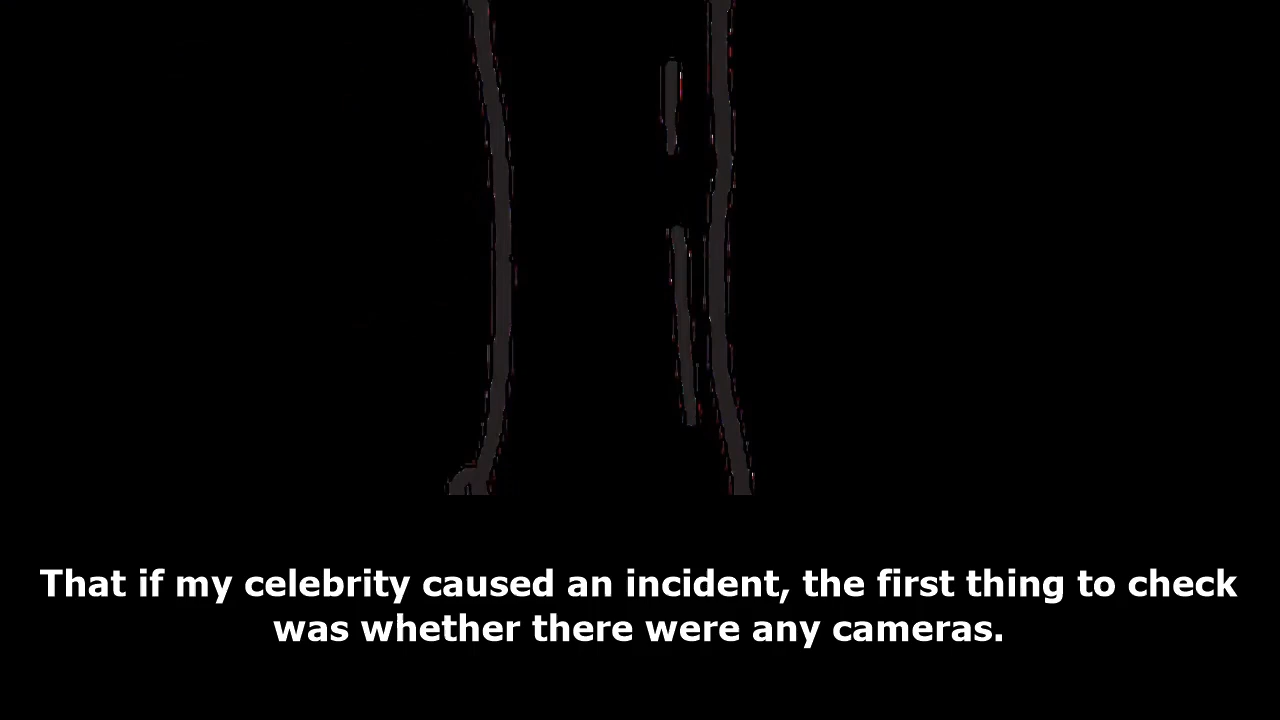 That if my celebrity caused an incident, the first thing to check
was whether there were any cameras.